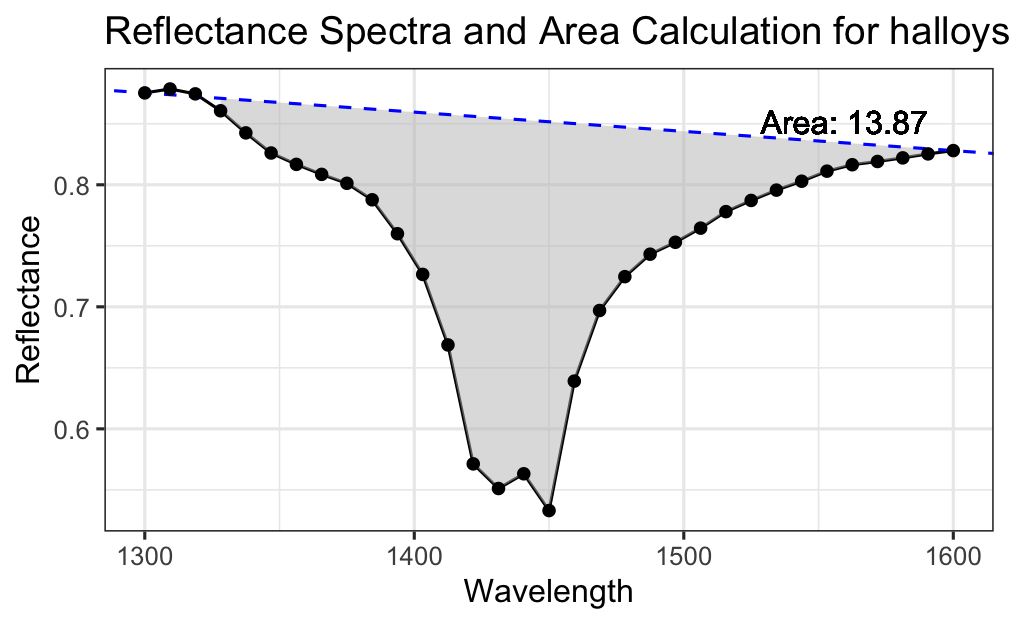 Reflectance Spectra and Area Calculation for halloys
Area: 13.87
0.8
0.7
0.6
Reflectance
1300 1400 1500 1600
Wavelength